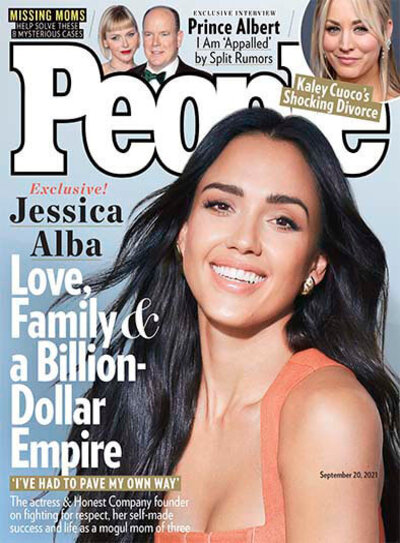 MISSING MOMS
HELP SOLVE THESE
8 MYSTERIOUS CASES
EXCLUSIVE INTERVIEW
Prince Albert
I Am 'Appalled'
by Split Rumors
Kaley Cuoco's
Shocking Divorce
People
Exclusive!
Jessica
Alba
Love,
Family &
a Billion-
Dollar
Empire
'I'VE HAD TO PAVE MY OWN WAY'
The actress & Honest Company founder
on fighting for respect, her self-made
success and life as a mogul mom of three
September 20, 2021